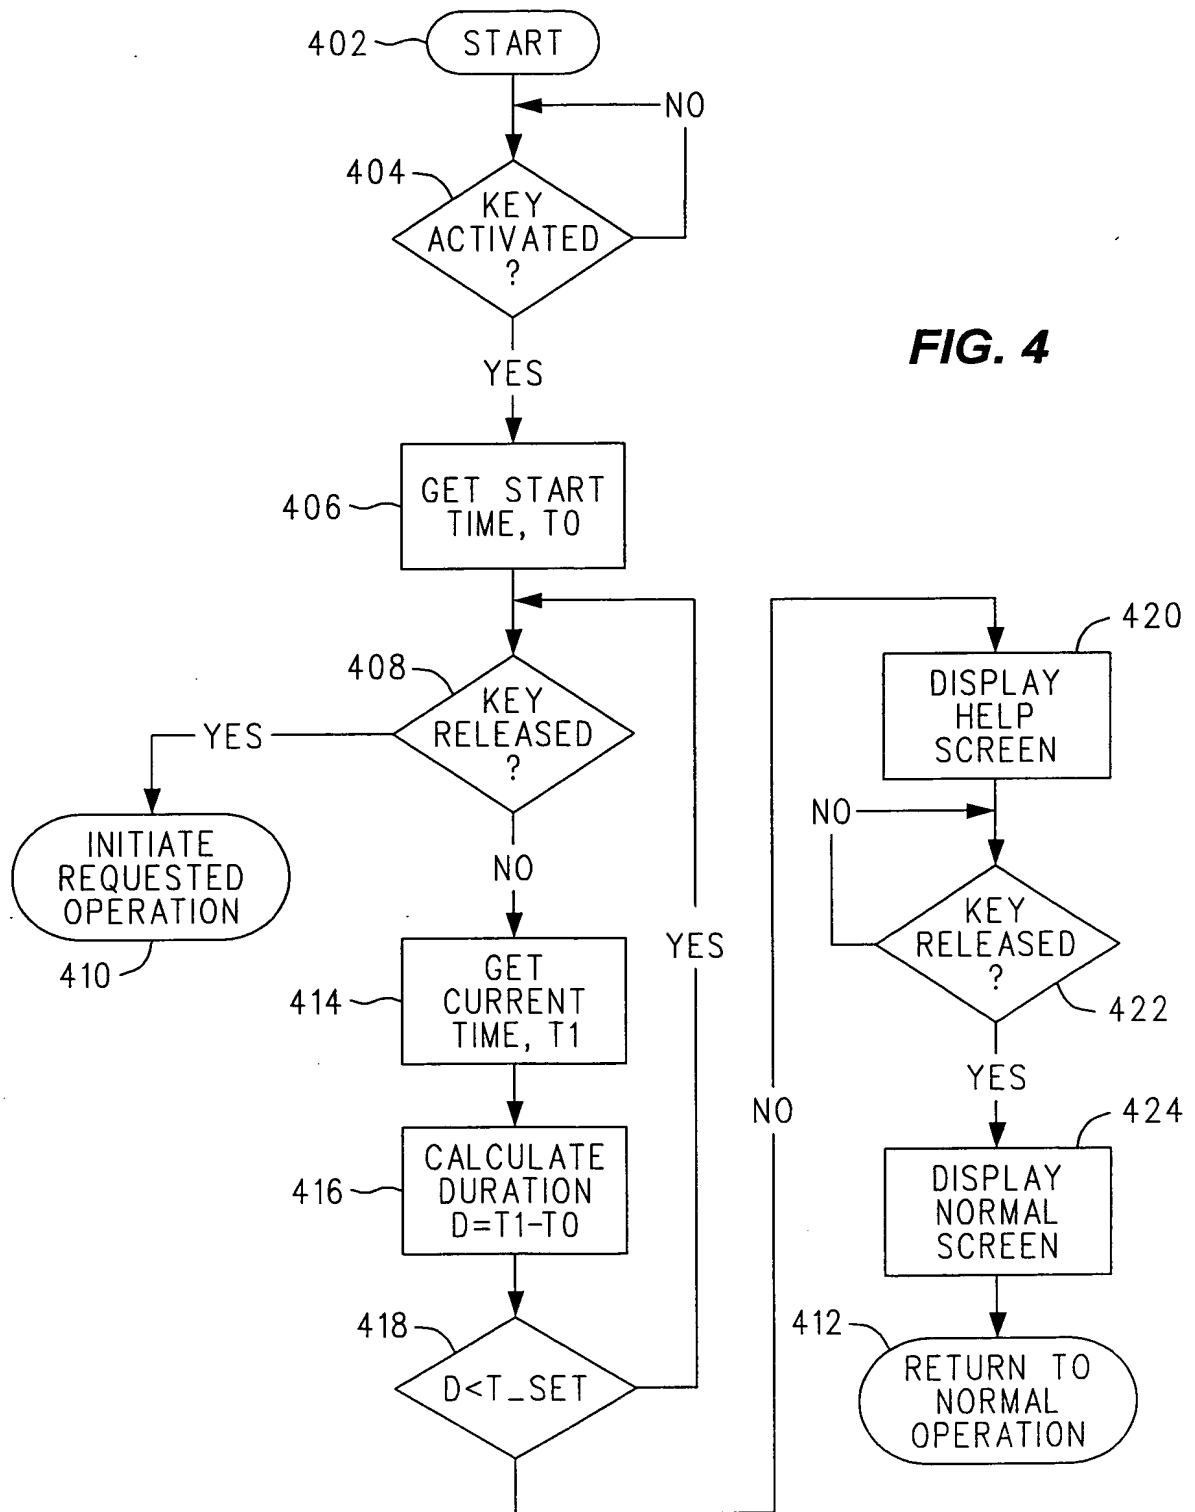 402
START
NO
404
KEY
ACTIVATED
?
FIG. 4
YES
406
GET START
TIME, T0
408
KEY
RELEASED
?
YES
INITIATE
REQUESTED
OPERATION
410
NO
414
GET
CURRENT
TIME, T1
YES
416
CALCULATE
DURATION
D=T1-T0
418
D<T_SET
NO
420
DISPLAY
HELP
SCREEN
NO
KEY
RELEASED
?
422
YES
424
DISPLAY
NORMAL
SCREEN
412
RETURN TO
NORMAL
OPERATION